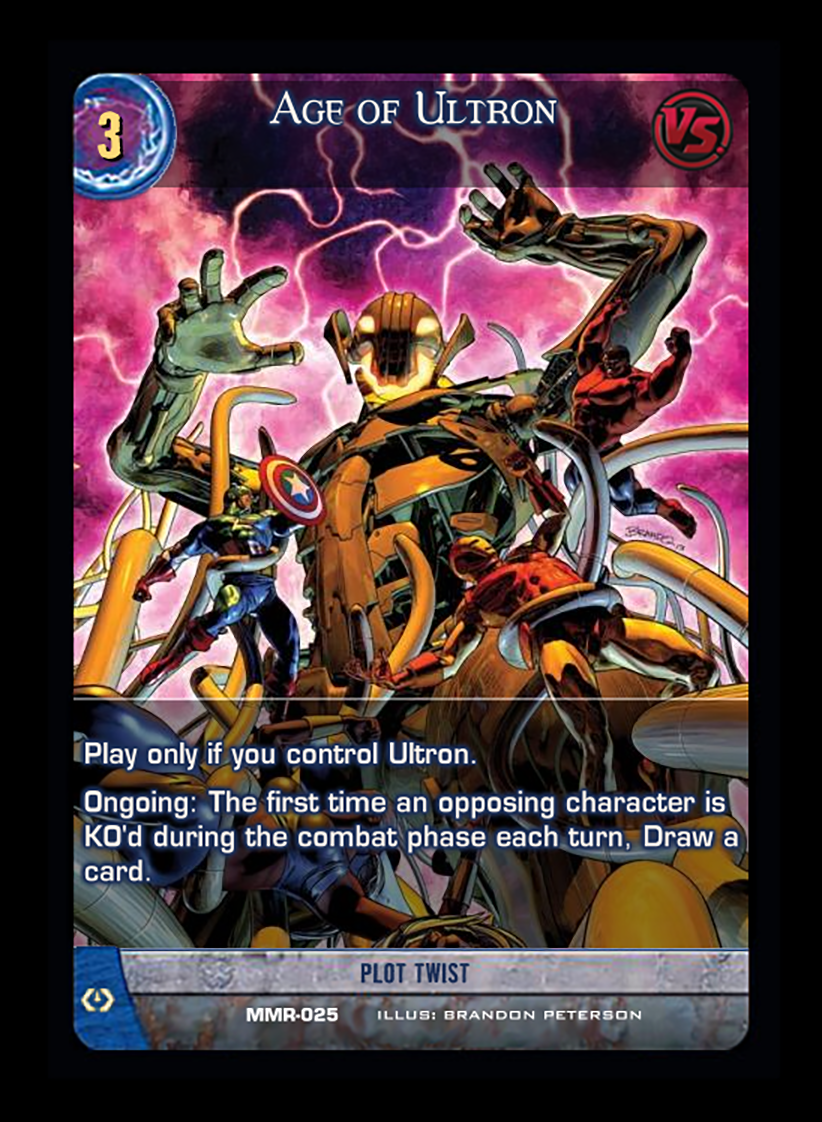 3
Age of Ultron
VS.
Play only if you control Ultron.
Ongoing: The first time an opposing character is
KO'd during the combat phase each turn, Draw a
card.
PLOT TWIST
MMR-025 ILLUS: BRANDON PETERSON